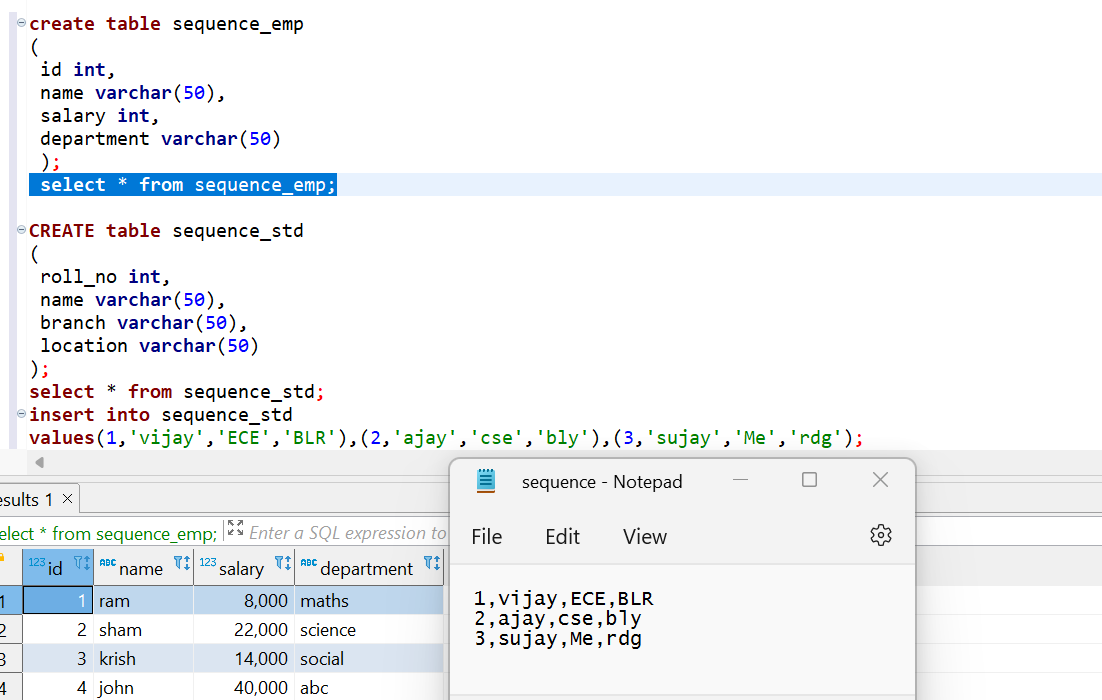 create table sequence_emp
(
id int,
name varchar(50),
salary int,
department varchar(50)
);
select * from sequence_emp;
CREATE table sequence_std
(
roll_no int,
name varchar(50),
branch varchar(50),
location varchar(50)
);
select * from sequence_std;
insert into sequence_std
values(1,'vijay','ECE','BLR'),(2,'ajay','cse','bly'),(3,'sujay','Me','rdg');
esults 1
elect * from sequence_emp; Enter a SQL expression to
123 id ABC name 123 salary ABC department
1 1 ram 8,000 maths
2 2 sham 22,000 science
3 3 krish 14,000 social
4 4 john 40,000 abc
sequence - Notepad
File Edit View
1,vijay,ECE,BLR
2,ajay,cse,bly
3,sujay,Me,rdg